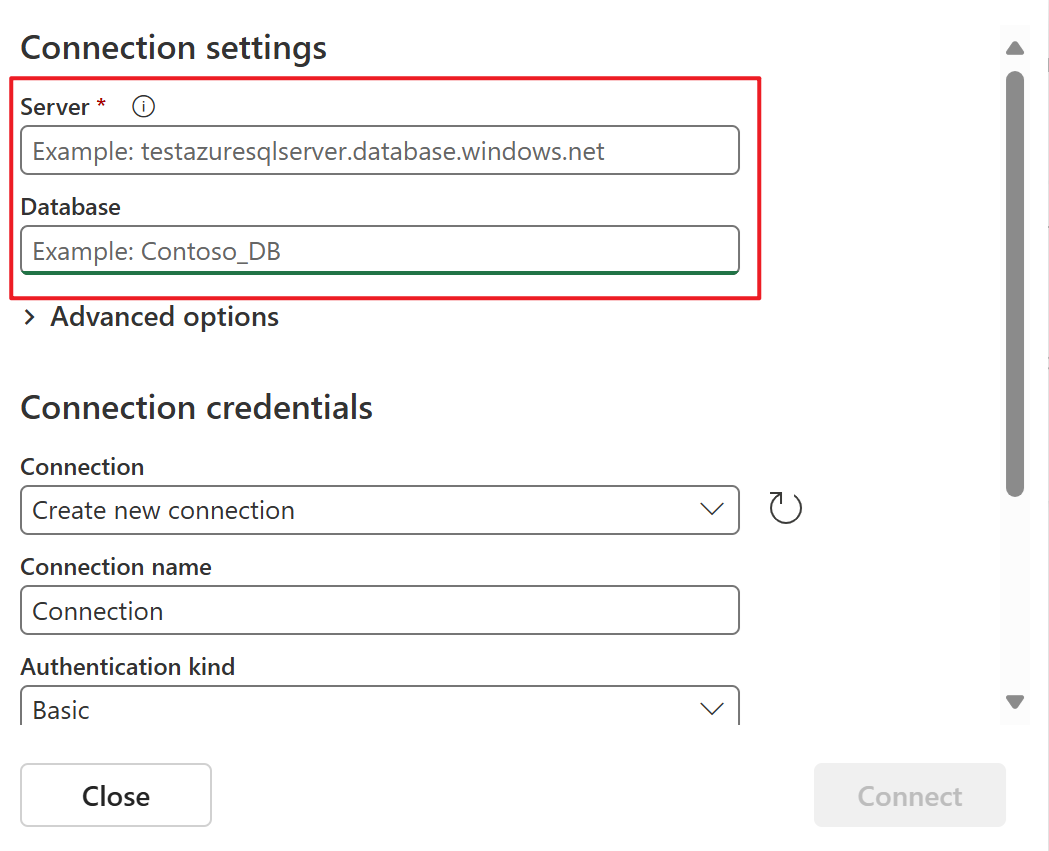 Connection settings
Server *
Example: testazuresqlserver.database.windows.net
Database
Example: Contoso_DB
Advanced options
Connection credentials
Connection
Create new connection
Connection name
Connection
Authentication kind
Basic
Close Connect